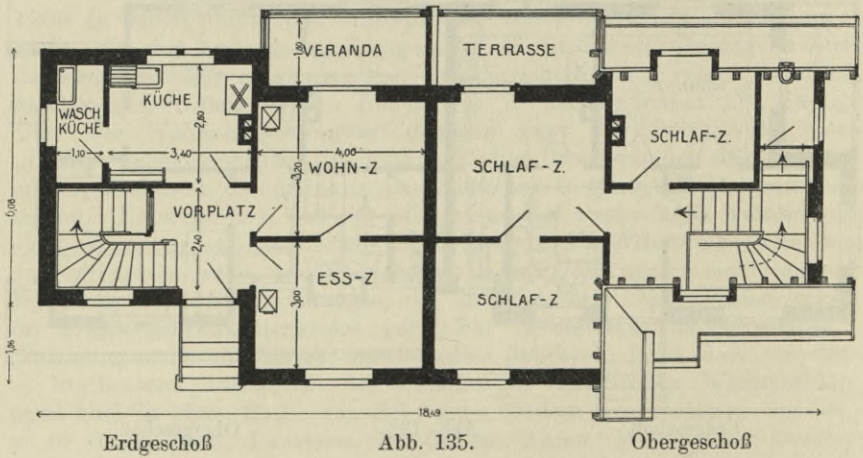 VERANDA
TERRASSE
1,80
WASCH
KÜCHE
KÜCHE
2,80
1,10
3,40
4,00
3,20
WOHN-Z
SCHLAF-Z.
SCHLAF-Z.
VORPLATZ
2,40
ESS-Z
3,00
SCHLAF-Z
18,49
Erdgeschoß
Abb. 135.
Obergeschoß